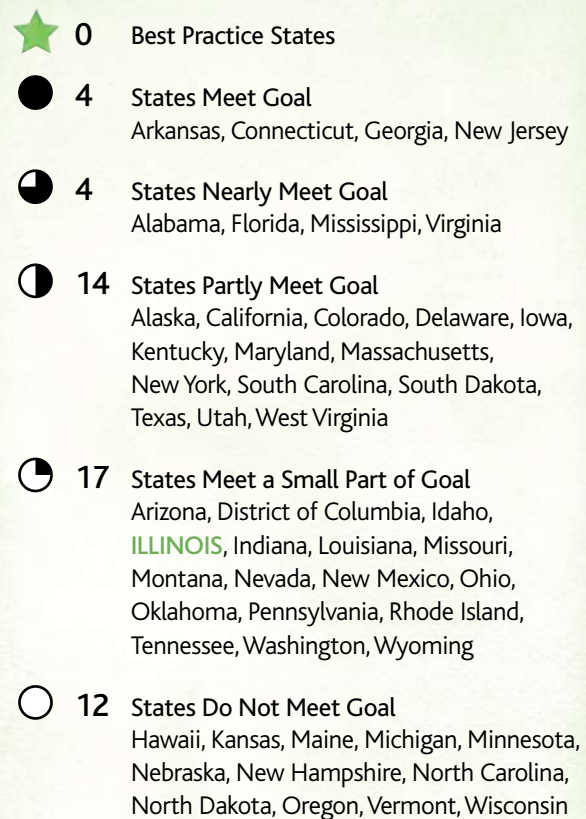 0 Best Practice States
4 States Meet Goal
Arkansas, Connecticut, Georgia, New Jersey
4 States Nearly Meet Goal
Alabama, Florida, Mississippi, Virginia
14 States Partly Meet Goal
Alaska, California, Colorado, Delaware, Iowa,
Kentucky, Maryland, Massachusetts,
New York, South Carolina, South Dakota,
Texas, Utah, West Virginia
17 States Meet a Small Part of Goal
Arizona, District of Columbia, Idaho,
ILLINOIS, Indiana, Louisiana, Missouri,
Montana, Nevada, New Mexico, Ohio,
Oklahoma, Pennsylvania, Rhode Island,
Tennessee, Washington, Wyoming
12 States Do Not Meet Goal
Hawaii, Kansas, Maine, Michigan, Minnesota,
Nebraska, New Hampshire, North Carolina,
North Dakota, Oregon, Vermont, Wisconsin